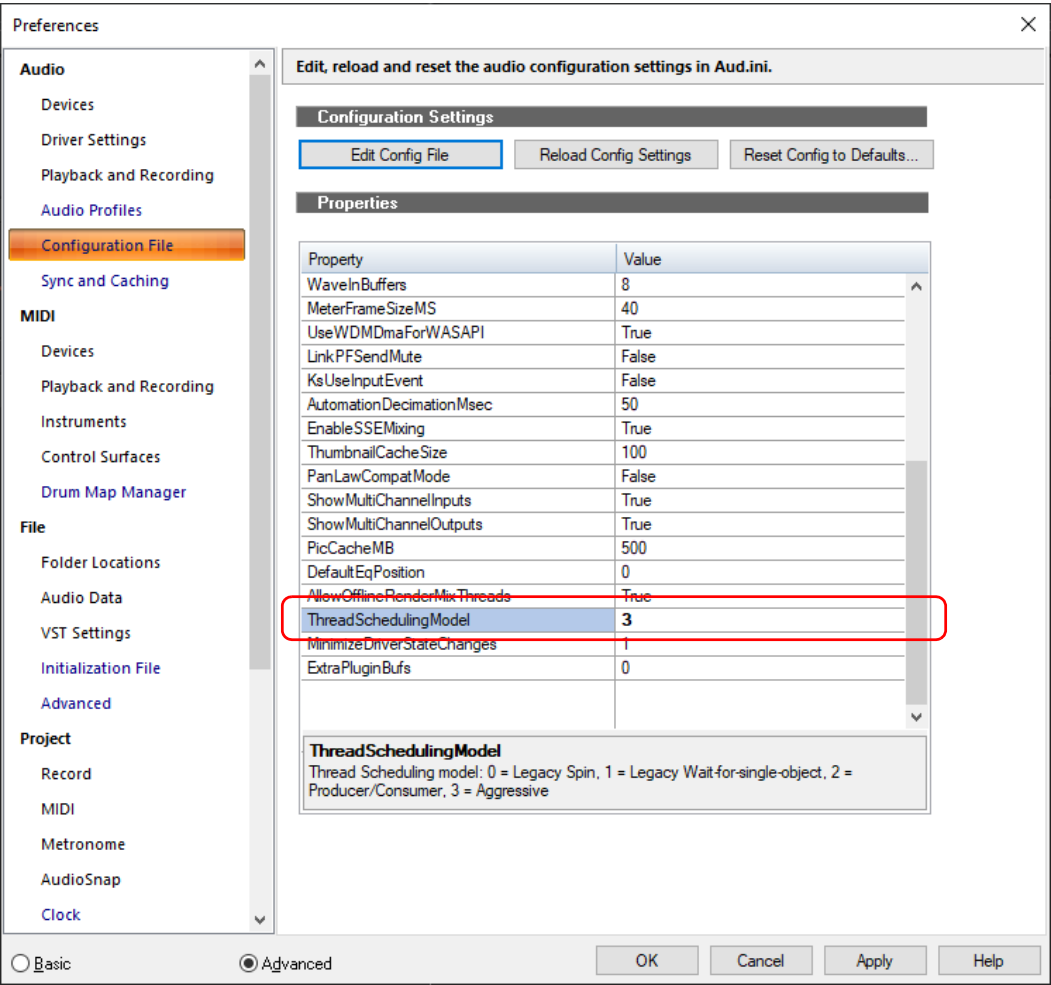 Preferences
Audio
Devices
Driver Settings
Playback and Recording
Audio Profiles
Configuration File
Sync and Caching
MIDI
Devices
Playback and Recording
Instruments
Control Surfaces
Drum Map Manager
File
Folder Locations
Audio Data
VST Settings
Initialization File
Advanced
Project
Record
MIDI
Metronome
AudioSnap
Clock
Edit, reload and reset the audio configuration settings in Aud.ini.
Configuration Settings
Edit Config File Reload Config Settings Reset Config to Defaults...
Properties
Property Value
WaveInBuffers 8
MeterFrameSizeMS 40
UseWDMDmaForWASAPI True
LinkPFSendMute False
KsUseInputEvent False
AutomationDecimationMsec 50
EnableSSEMixing True
ThumbnailCacheSize 100
PanLawCompatMode False
ShowMultiChannelInputs True
ShowMultiChannelOutputs True
PicCacheMB 500
DefaultEqPosition 0
AllowOfflineRenderMixThreads True
ThreadSchedulingModel 3
MinimizeDriverStateChanges 1
ExtraPluginBufs 0
ThreadSchedulingModel
Thread Scheduling model: 0 = Legacy Spin, 1 = Legacy Wait-for-single-object, 2 =
Producer/Consumer, 3 = Aggressive
Basic Advanced OK Cancel Apply Help